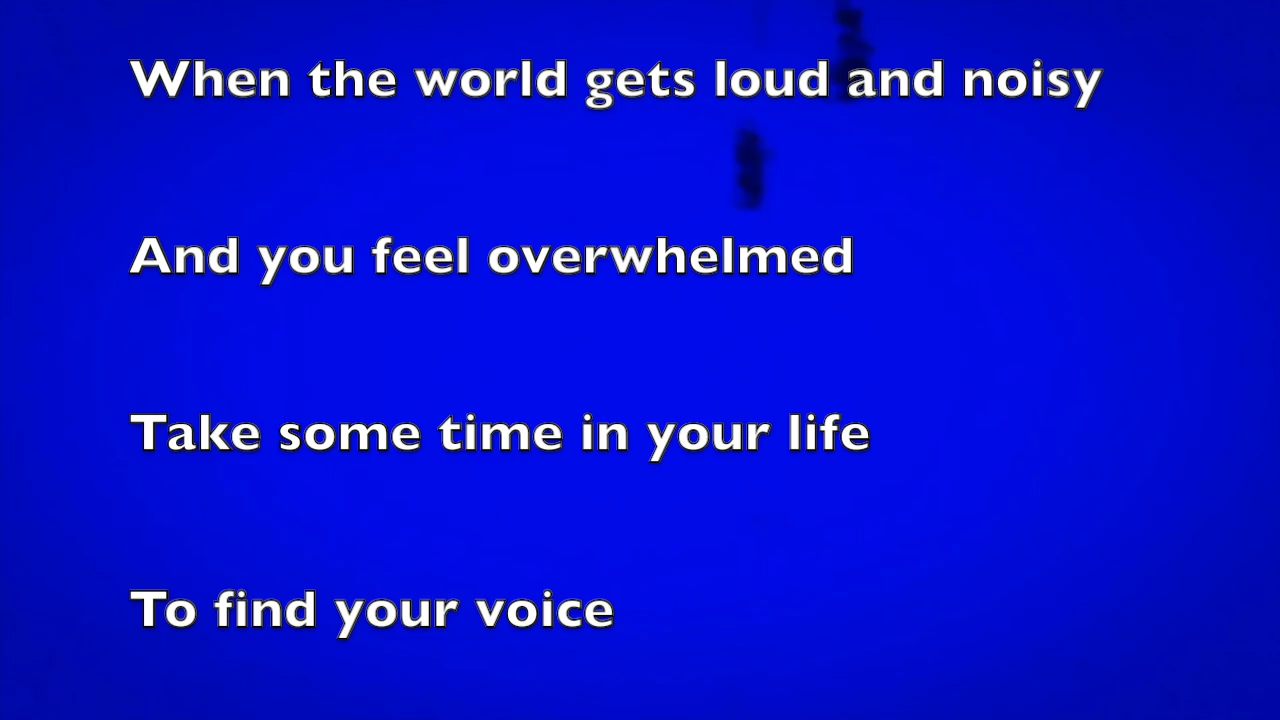 When the world gets loud and noisy
And you feel overwhelmed
Take some time in your life
To find your voice